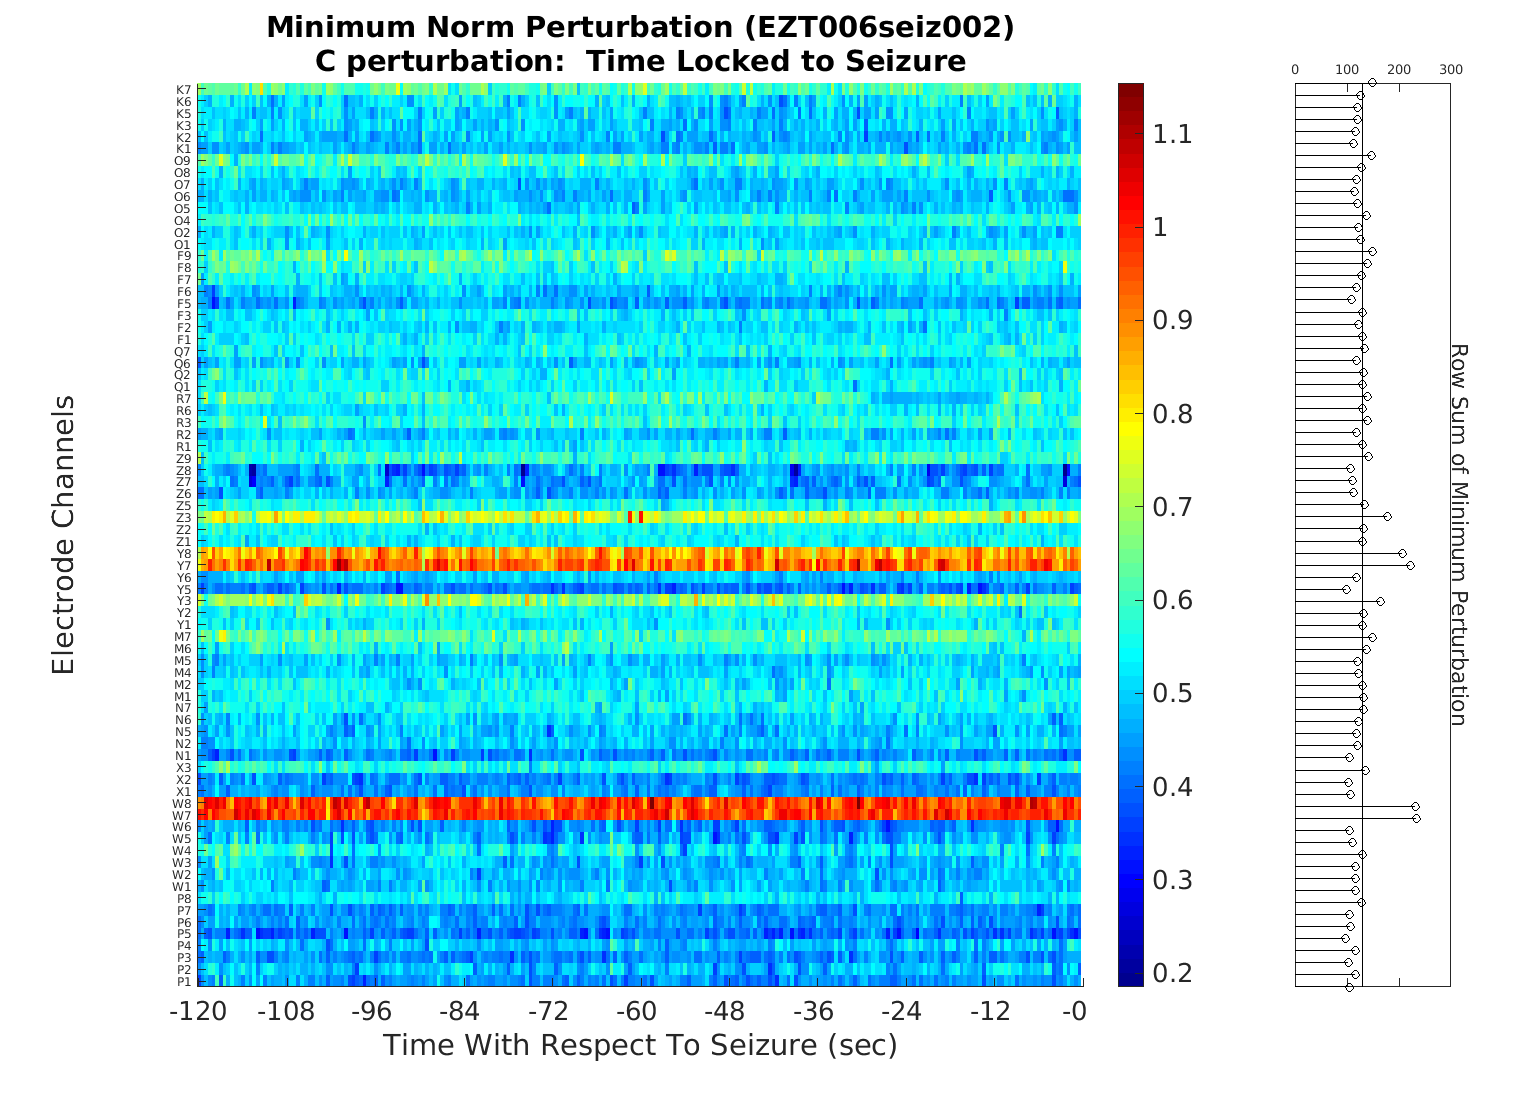 Minimum Norm Perturbation (EZT006seiz002)
C perturbation:  Time Locked to Seizure
0 100 200 300
K7
K6
K5
K3
K2
K1
O9
O8
O7
O6
O5
O4
O2
O1
F9
F8
F7
F6
F5
F3
F2
F1
Q7
Q6
Q2
Q1
R7
R6
R3
R2
R1
Z9
Z8
Z7
Z6
Z5
Z3
Z2
Z1
Y8
Y7
Y6
Y5
Y3
Y2
Y1
M7
M6
M5
M4
M2
M1
N7
N6
N5
N2
N1
X3
X2
X1
W8
W7
W6
W5
W4
W3
W2
W1
P8
P7
P6
P5
P4
P3
P2
P1
Electrode Channels
-120 -108 -96 -84 -72 -60 -48 -36 -24 -12 -0
Time With Respect To Seizure (sec)
1.1
1
0.9
0.8
0.7
0.6
0.5
0.4
0.3
0.2
Row Sum of Minimum Perturbation